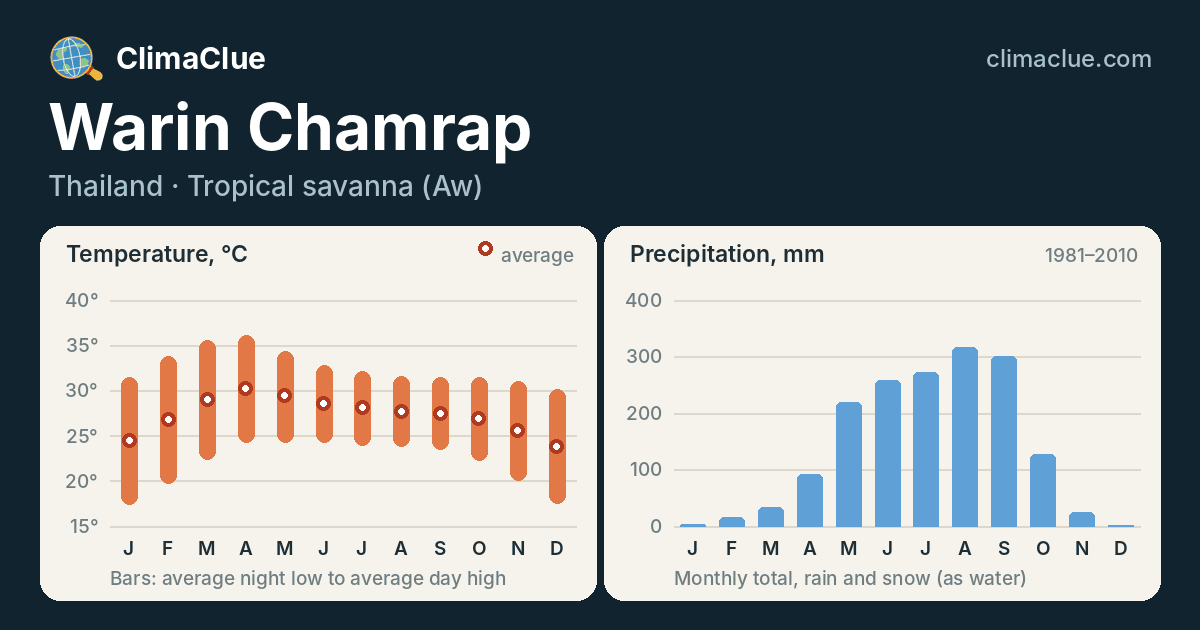 ClimaClue
climaclue.com
Warin Chamrap
Thailand · Tropical savanna (Aw)
Temperature, °C
average
40°
35°
30°
25°
20°
15°
J F M A M J J A S O N D
Bars: average night low to average day high
Precipitation, mm
1981–2010
400
300
200
100
0
J F M A M J J A S O N D
Monthly total, rain and snow (as water)